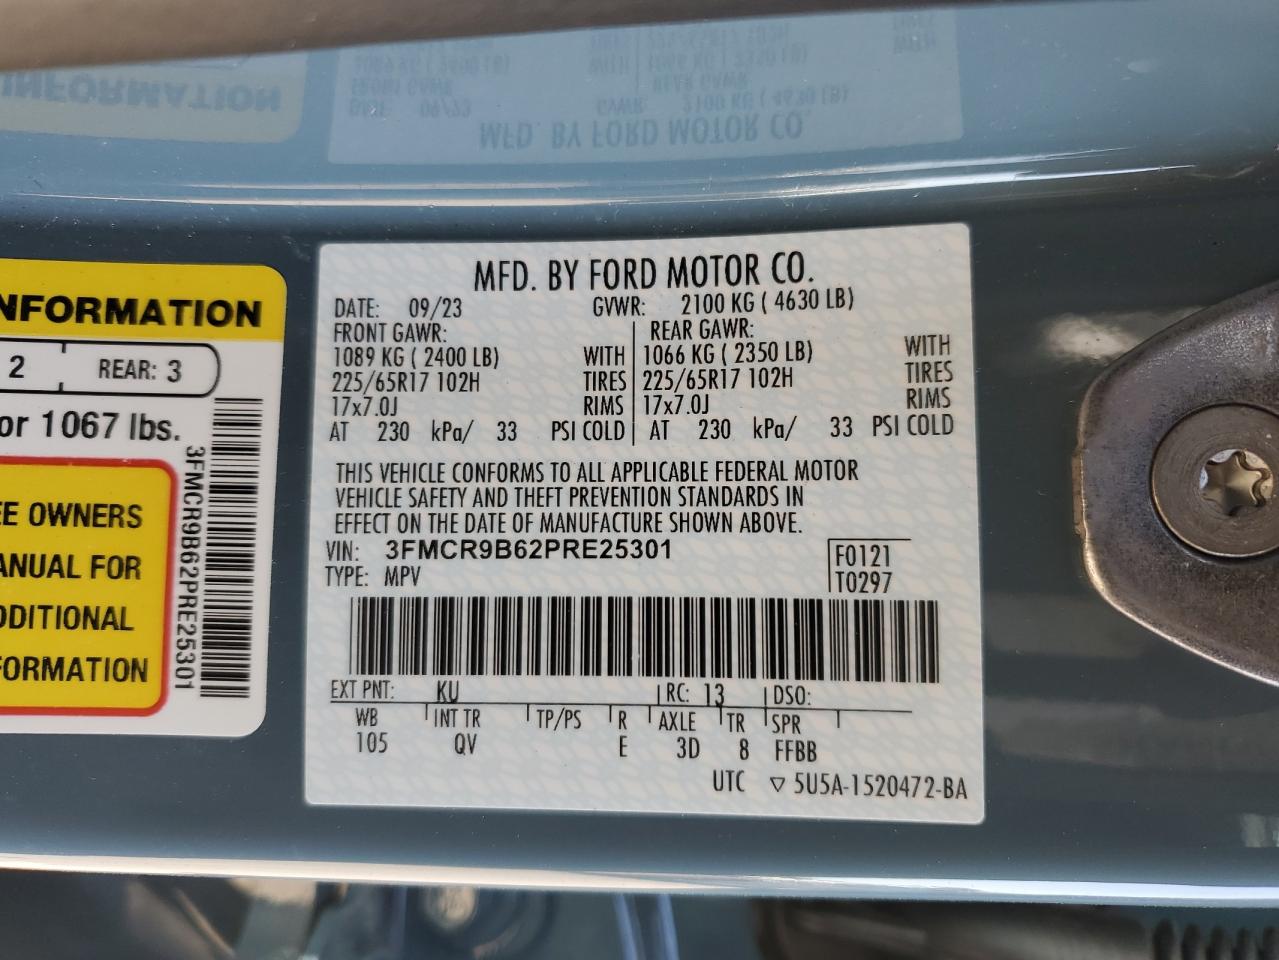 MFD. BY FORD MOTOR CO.
DATE: 09/23 GVWR: 2100 KG ( 4630 LB)
FRONT GAWR: REAR GAWR:
1089 KG ( 2400 LB) WITH 1066 KG ( 2350 LB) WITH
225/65R17 102H TIRES 225/65R17 102H TIRES
17x7.0J RIMS 17x7.0J RIMS
AT 230 kPa/ 33 PSI COLD AT 230 kPa/ 33 PSI COLD
THIS VEHICLE CONFORMS TO ALL APPLICABLE FEDERAL MOTOR
VEHICLE SAFETY AND THEFT PREVENTION STANDARDS IN
EFFECT ON THE DATE OF MANUFACTURE SHOWN ABOVE.
VIN: 3FMCR9B62PRE25301 F0121
TYPE: MPV T0297
EXT PNT: KU RC: 13 DSO:
WB INT TR TP/PS R AXLE TR SPR
105 QV E 3D 8 FFBB
UTC ▽ 5U5A-1520472-BA
NFORMATION
2 REAR: 3
or 1067 lbs.
EE OWNERS
ANUAL FOR
DDITIONAL
FORMATION
3FMCR9B62PRE25301